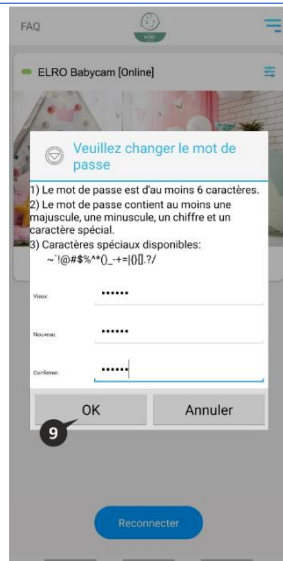 FAQ
ELRO Babycam [Online]
Veuillez changer le mot de
passe
1) Le mot de passe est d'au moins 6 caractères.
2) Le mot de passe contient au moins une
majuscule, une minuscule, un chiffre et un
caractère spécial.
3) Caractères spéciaux disponibles:
~`!@#$%^*()_-+=|{}[].?/
Vieux:
••••••
Nouveau:
••••••
Confirmer:
••••••
OK
Annuler
9
Reconnecter